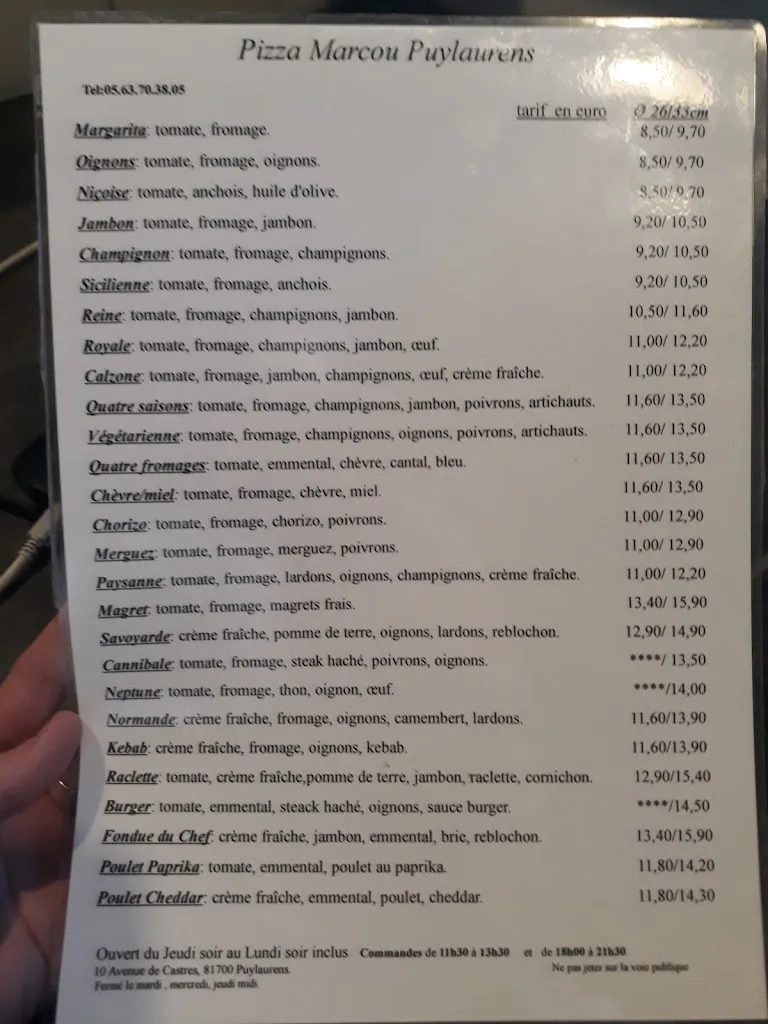 Pizza Marcou Puylaurens
Tel:05.63.70.38.05
tarif en euro Ø 26/33cm
Margarita: tomate, fromage. 8,50/ 9,70
Oignons: tomate, fromage, oignons. 8,50/ 9,70
Niçoise: tomate, anchois, huile d'olive. 8,50/ 9,70
Jambon: tomate, fromage, jambon. 9,20/ 10,50
Champignon: tomate, fromage, champignons. 9,20/ 10,50
Sicilienne: tomate, fromage, anchois. 9,20/ 10,50
Reine: tomate, fromage, champignons, jambon. 10,50/ 11,60
Royale: tomate, fromage, champignons, jambon, œuf. 11,00/ 12,20
Calzone: tomate, fromage, jambon, champignons, œuf, crème fraîche. 11,00/ 12,20
Quatre saisons: tomate, fromage, champignons, jambon, poivrons, artichauts. 11,60/ 13,50
Végétarienne: tomate, fromage, champignons, oignons, poivrons, artichauts. 11,60/ 13,50
Quatre fromages: tomate, emmental, chèvre, cantal, bleu. 11,60/ 13,50
Chèvre/miel: tomate, fromage, chèvre, miel. 11,60/ 13,50
Chorizo: tomate, fromage, chorizo, poivrons. 11,00/ 12,90
Merguez: tomate, fromage, merguez, poivrons. 11,00/ 12,90
Paysanne: tomate, fromage, lardons, oignons, champignons, crème fraîche. 11,00/ 12,20
Magret: tomate, fromage, magrets frais. 13,40/ 15,90
Savoyarde: crème fraîche, pomme de terre, oignons, lardons, reblochon. 12,90/ 14,90
Cannibale: tomate, fromage, steak haché, poivrons, oignons. ****/ 13,50
Neptune: tomate, fromage, thon, oignon, œuf. ****/14,00
Normande: crème fraîche, fromage, oignons, camembert, lardons. 11,60/13,90
Kebab: crème fraîche, fromage, oignons, kebab. 11,60/13,90
Raclette: tomate, crème fraîche,pomme de terre, jambon, raclette, cornichon. 12,90/15,40
Burger: tomate, emmental, steack haché, oignons, sauce burger. ****/14,50
Fondue du Chef: crème fraîche, jambon, emmental, brie, reblochon. 13,40/15,90
Poulet Paprika: tomate, emmental, poulet au paprika. 11,80/14,20
Poulet Cheddar: crème fraîche, emmental, poulet, cheddar. 11,80/14,30
Ouvert du Jeudi soir au Lundi soir inclus Commandes de 11h30 à 13h30 et de 18h00 à 21h30
10 Avenue de Castres, 81700 Puylaurens. Ne pas jeter sur la voie publique
Fermé le mardi , mercredi, jeudi midi.